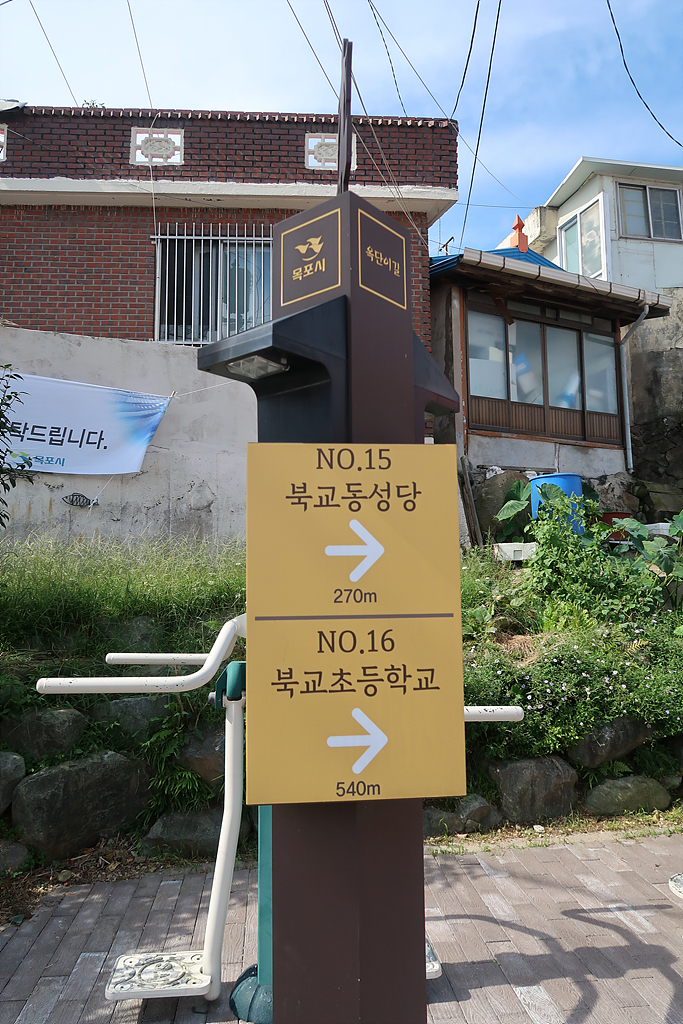 목포시
옥단이길
탁드립니다.
목포시
NO.15
북교동성당
270m
NO.16
북교초등학교
540m